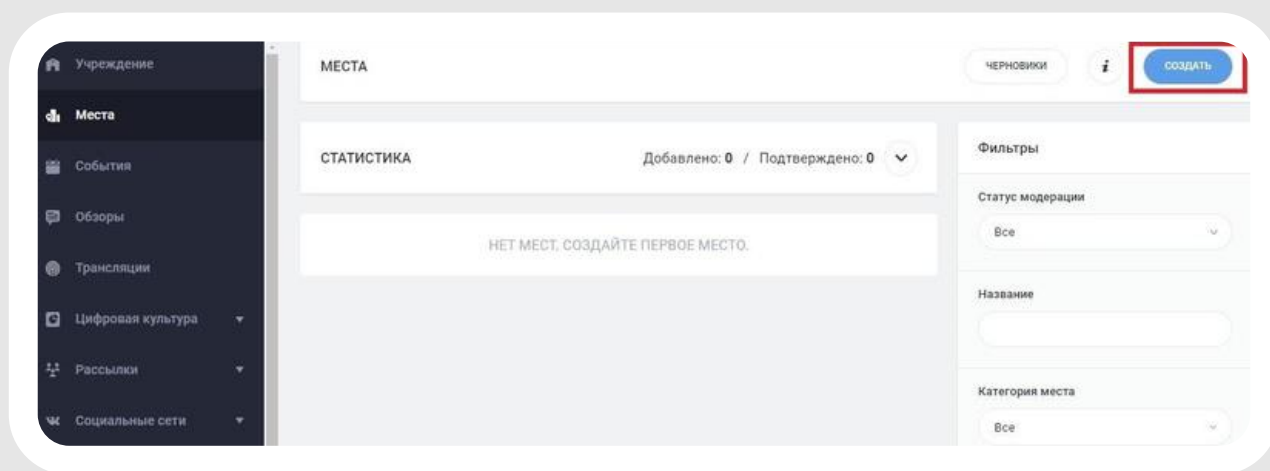 Учреждение
Места
События
Обзоры
Трансляции
Цифровая культура
Рассылки
Социальные сети
МЕСТА
ЧЕРНОВИКИ
i
СОЗДАТЬ
СТАТИСТИКА
Добавлено: 0 / Подтверждено: 0
НЕТ МЕСТ. СОЗДАЙТЕ ПЕРВОЕ МЕСТО.
Фильтры
Статус модерации
Все
Название
Категория места
Все